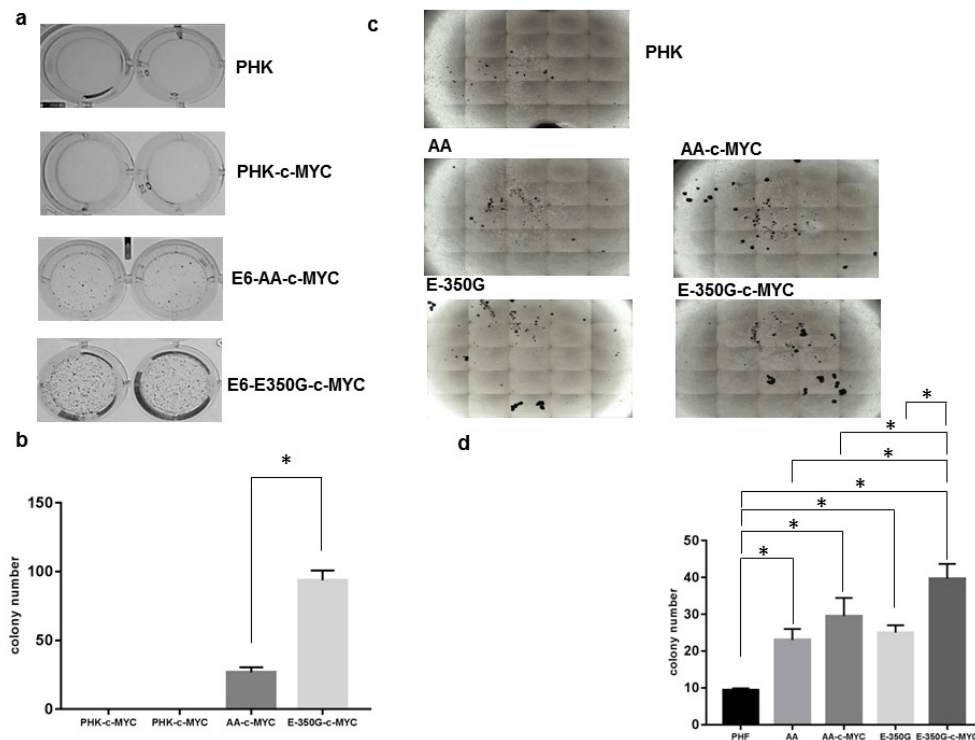 a
PHK
PHK-c-MYC
E6-AA-c-MYC
E6-E350G-c-MYC
b
*
150
100
50
0
colony number
PHK-c-MYC PHK-c-MYC AA-c-MYC E-350G-c-MYC
c
PHK
AA AA-c-MYC
E-350G E-350G-c-MYC
d
*
*
*
*
*
*
*
*
50
40
30
20
10
0
colony number
PHF AA AA-c-MYC E-350G E-350G-c-MYC